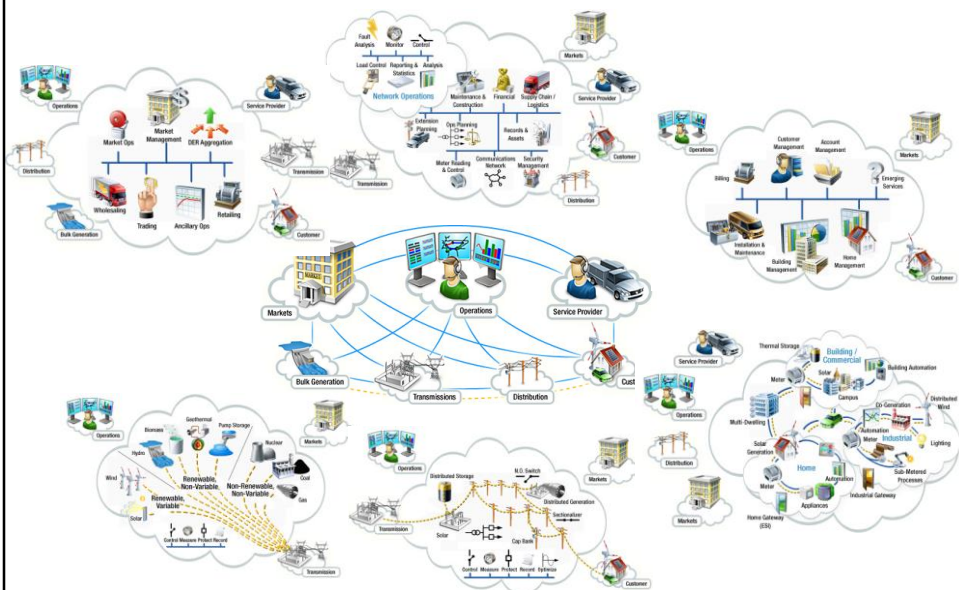 Operations
Service Provider
Market
Management
Market Ops
DER Aggregation
Distribution
Transmission
Wholesaling
Trading
Ancillary Ops
Retailing
Bulk Generation
Customer
Fault
Analysis
Monitor
Control
Load Control
Reporting &
Statistics
Analysis
Network Operations
Maintenance &
Construction
Financial
Supply Chain /
Logistics
Extension
Planning
Ops Planning
Records &
Assets
Meter Reading
& Control
Communications
Network
Security
Management
Markets
Service Provider
Customer
Transmission
Distribution
Operations
Markets
Customer
Management
Account
Management
Billing
Emerging
Services
Installation &
Maintenance
Building
Management
Home
Management
Customer
MARKET
Markets
Operations
Service Provider
Bulk Generation
Transmissions
Distribution
Cust
Operations
Markets
Geothermal
Biomass
Pump Storage
Hydro
Nuclear
Wind
Coal
Renewable,
Non-Variable
Non-Renewable,
Non-Variable
Gas
Renewable,
Variable
Solar
Control Measure Protect Record
Transmission
Operations
Markets
N.O. Switch
Distributed Storage
Distributed Generation
Sectionalizer
Transmission
Solar
Cap Bank
Control Measure Protect Record Optimize
Customer
Service Provider
Operations
Distribution
Markets
Thermal Storage
Building /
Commercial
Meter
Solar
Building Automation
Campus
Multi-Dwelling
Co Generation
Distributed
Wind
Automation
Meter
Industrial
Lighting
Solar
Generation
Home
Sub-Metered
Processes
Meter
Automation
Industrial Gateway
Appliances
Home Gateway
(ESI)